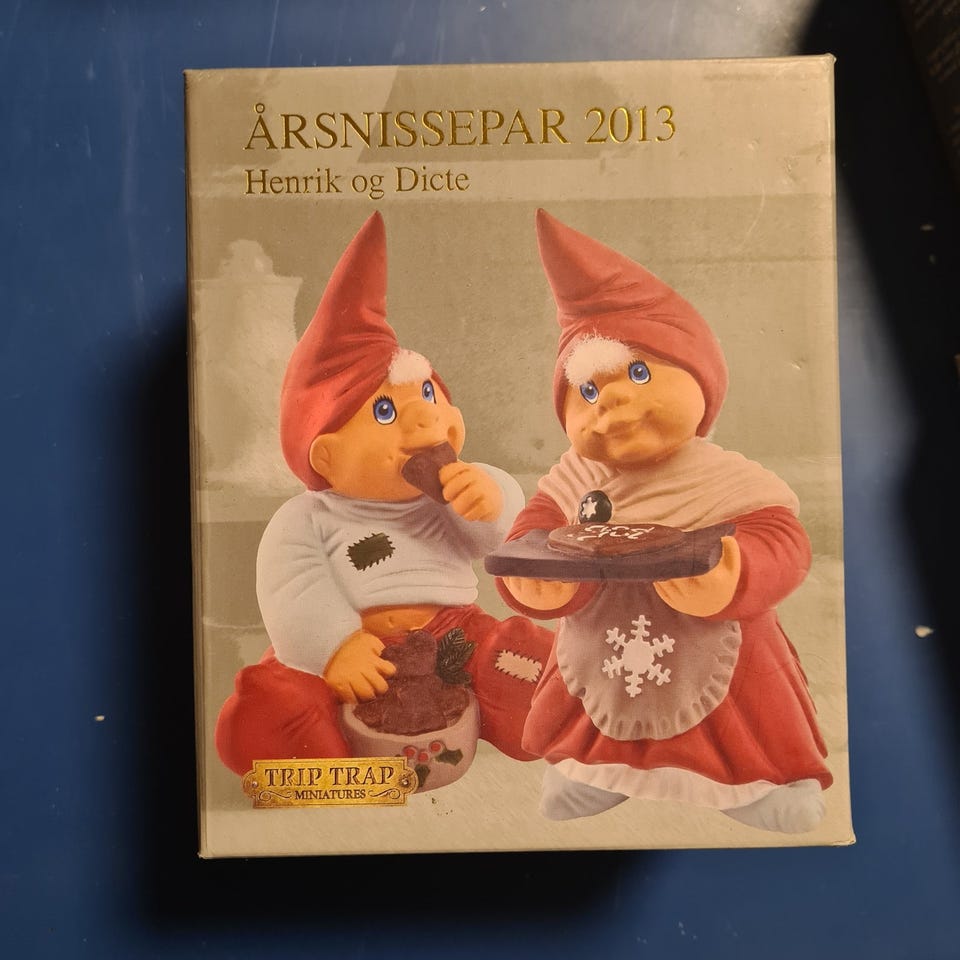 ÅRSNISSEPAR 2013
Henrik og Dicte
TRIP TRAP
MINIATURES